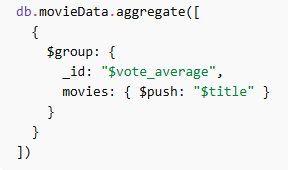 db.movieData.aggregate([
  {
    $group: {
      _id: "$vote_average",
      movies: { $push: "$title" }
    }
  }
])